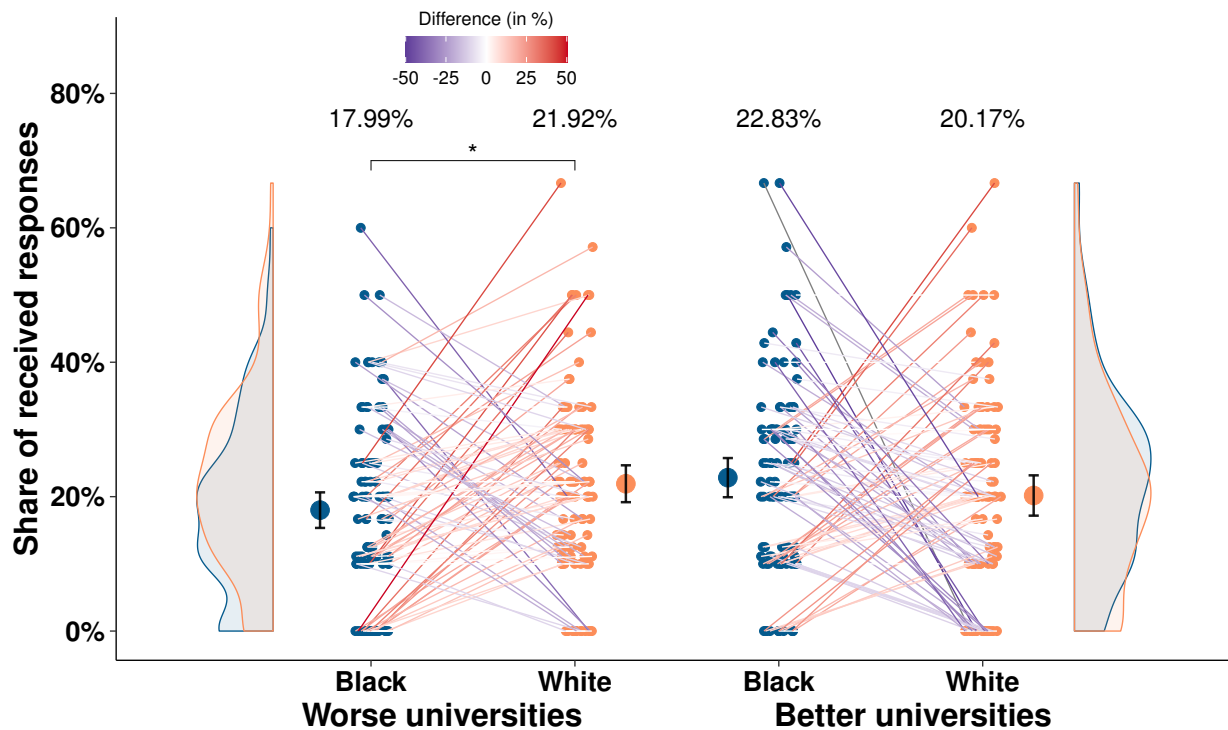 Difference (in %)
-50 -25 0 25 50
80%
60%
40%
20%
0%
Share of received responses
17.99% 21.92% 22.83% 20.17%
*
Black White Black White
Worse universities Better universities